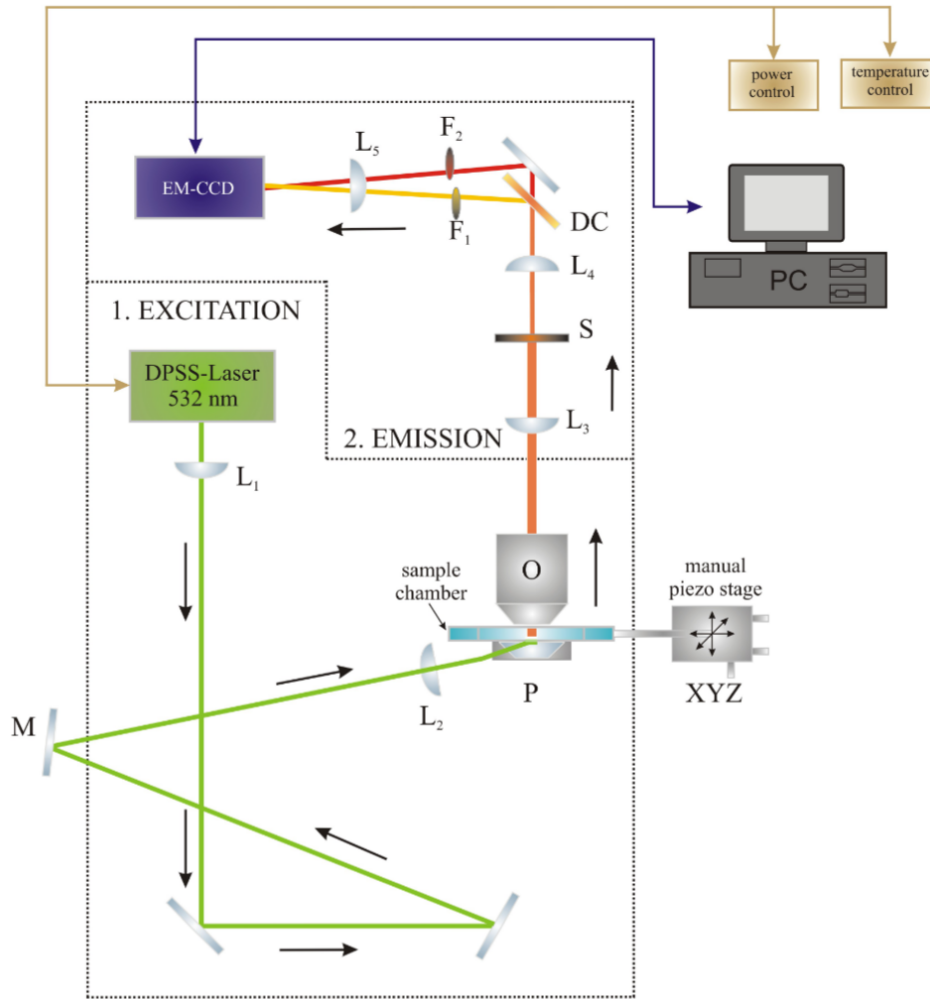 power
control
temperature
control
EM-CCD
L5
F2
F1
DC
PC
L4
1. EXCITATION
S
DPSS-Laser
532 nm
L3
2. EMISSION
L1
O
sample
chamber
manual
piezo stage
L2
P
XYZ
M